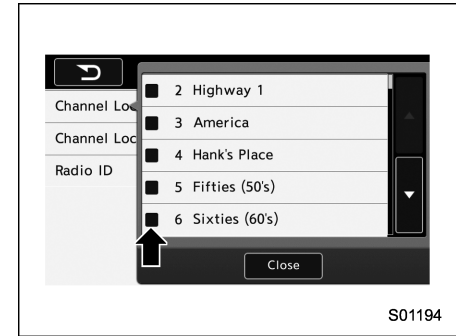 2 Highway 1
Channel Loc
3 America
Channel Loc
4 Hank's Place
Radio ID
5 Fifties (50's)
6 Sixties (60's)
Close
S01194